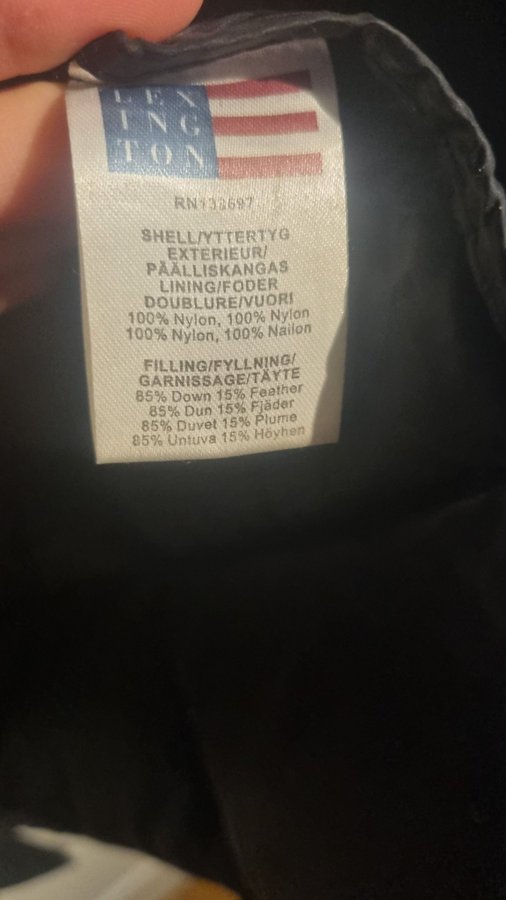 LEX
ING
TON
SHELL/YTTERTYG
EXTERIEUR/
PÄÄLLISKANGAS
LINING/FODER
DOUBLURE/VUORI
100% Nylon, 100% Nylon
100% Nylon, 100% Nailon
FILLING/FYLLNING/
GARNISSAGE/TÄYTE
85% Down 15% Feather
85% Dun 15% Fjäder
85% Duvet 15% Plume
85% Untuva 15% Höyhen